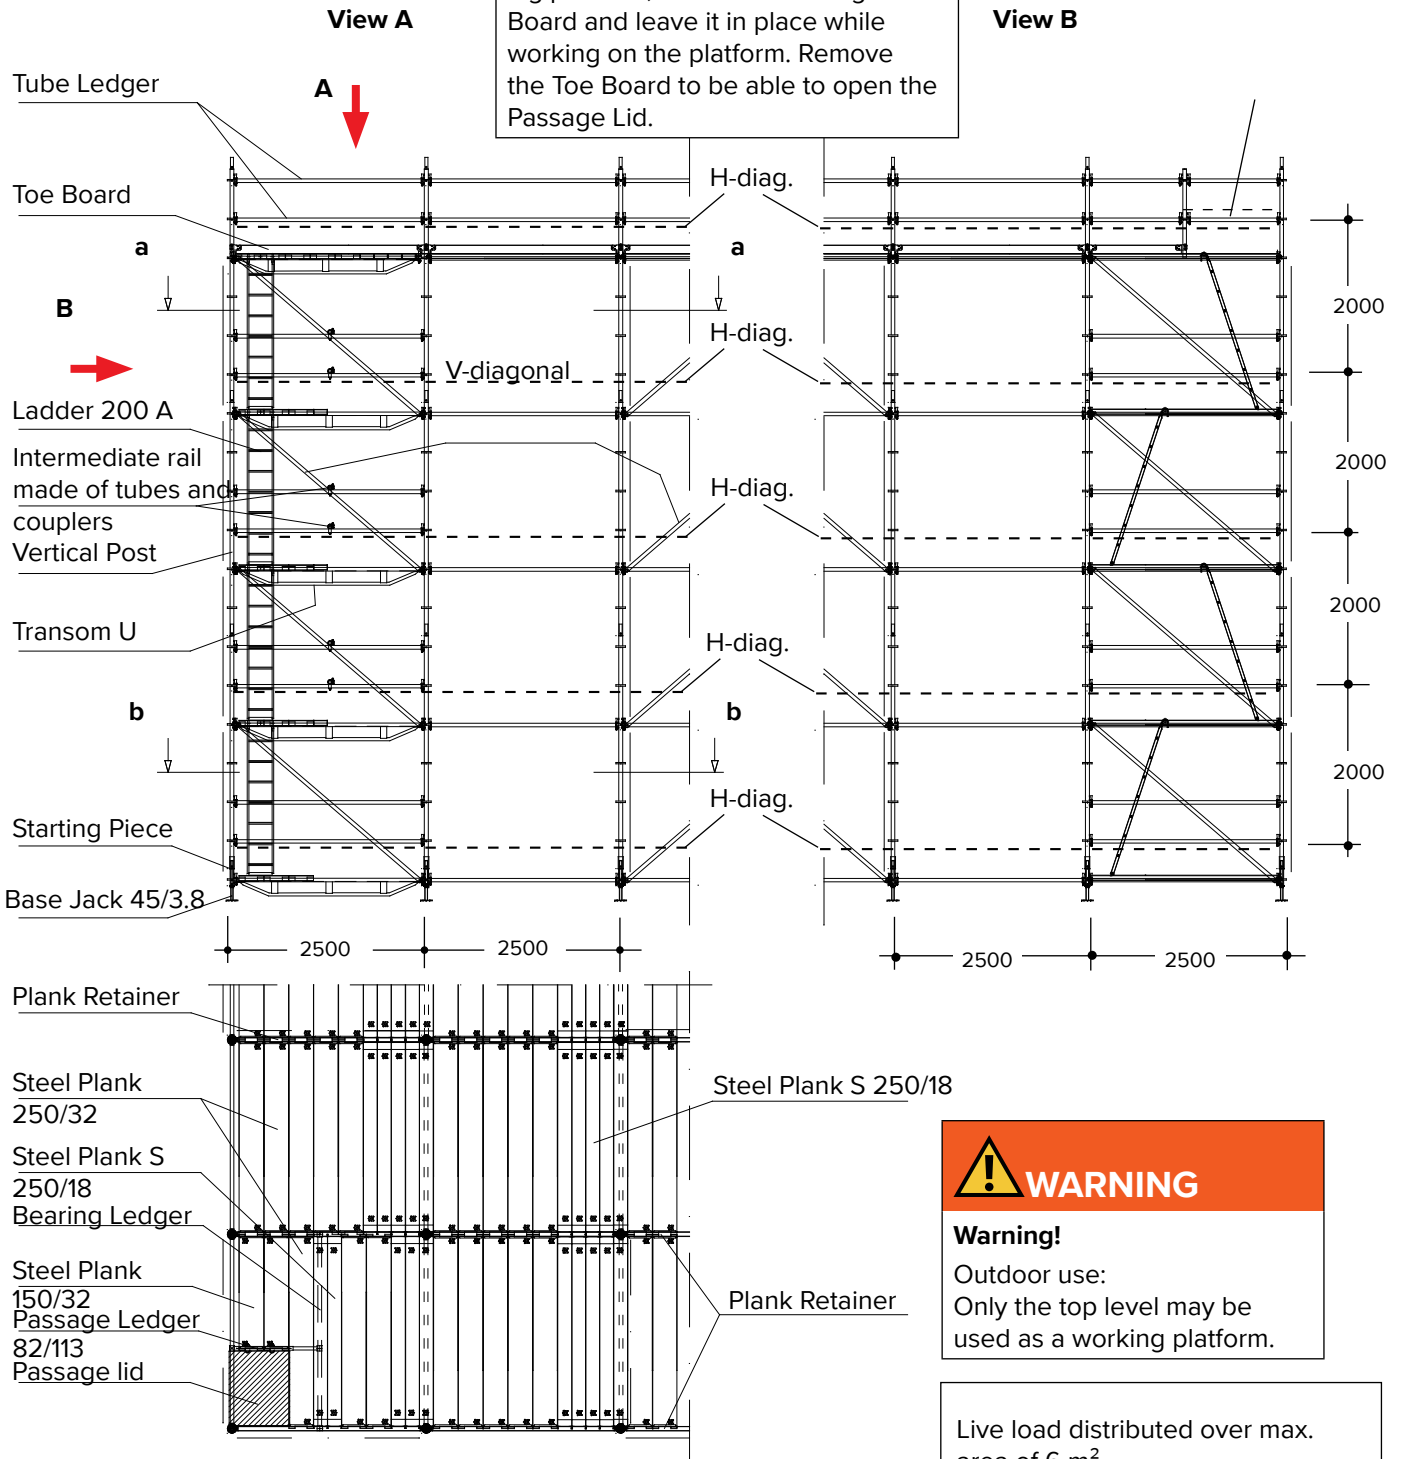 View A
Board and leave it in place while
working on the platform. Remove
the Toe Board to be able to open the
Passage Lid.
View B
Tube Ledger
A
Toe Board
H-diag.
a
a
B
2000
H-diag.
V-diagonal
Ladder 200 A
Intermediate rail
made of tubes and
couplers
Vertical Post
2000
H-diag.
Transom U
2000
H-diag.
b
b
2000
H-diag.
Starting Piece
Base Jack 45/3.8
2500
2500
2500
2500
Plank Retainer
Steel Plank
250/32
Steel Plank S 250/18
Steel Plank S
250/18
Bearing Ledger
Steel Plank
150/32
Passage Ledger
82/113
Passage lid
Plank Retainer
WARNING
Warning!
Outdoor use:
Only the top level may be
used as a working platform.
Live load distributed over max.
area of 6 m²